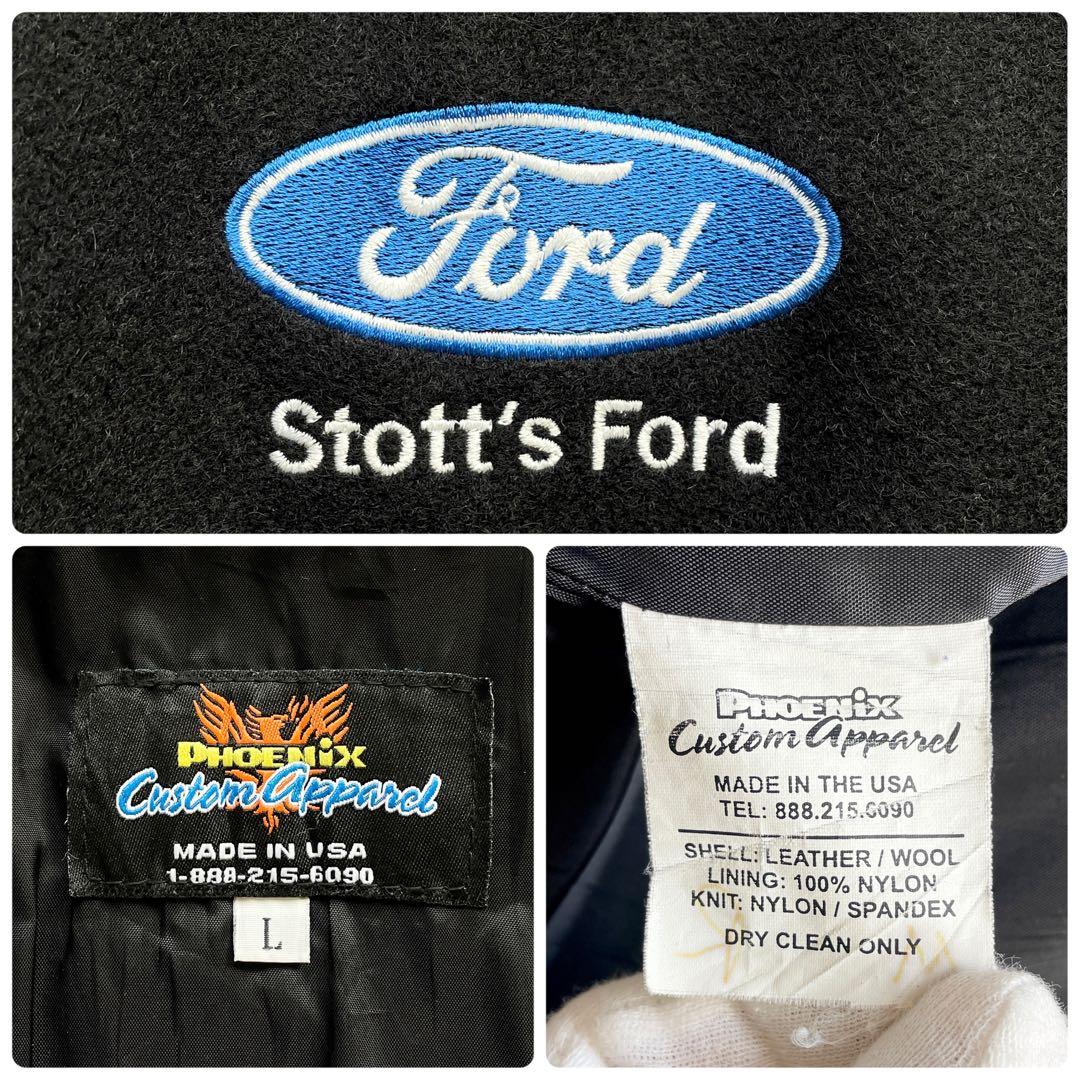 Ford
Stott's Ford
PHOENiX
Custom Apparel
MADE IN USA
1-888-215-6090
L
PHOENiX
Custom Apparel
MADE IN THE USA
TEL: 888.215.6090
SHELL: LEATHER / WOOL
LINING: 100% NYLON
KNIT: NYLON / SPANDEX
DRY CLEAN ONLY